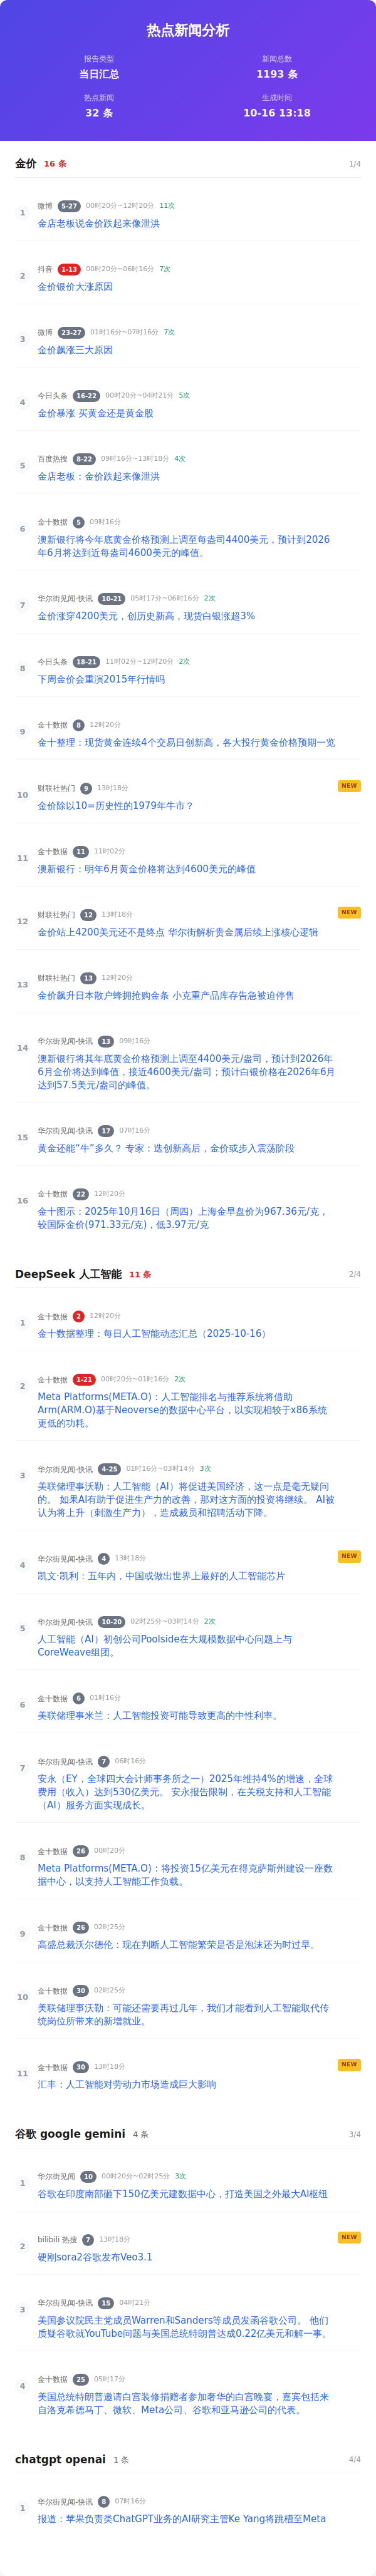 热点新闻分析
报告类型
新闻总数
当日汇总
1193 条
热点新闻
生成时间
32 条
10-16 13:18
金价 16 条 1/4
1
微博 5-27 00时20分~12时20分 11次
金店老板说金价跌起来像泄洪
2
抖音 1-13 00时20分~06时16分 7次
金价银价大涨原因
3
微博 23-27 01时16分~07时16分 7次
金价飙涨三大原因
4
今日头条 16-22 00时20分~04时21分 5次
金价暴涨 买黄金还是黄金股
5
百度热搜 8-22 09时16分~13时18分 4次
金店老板：金价跌起来像泄洪
6
金十数据 5 09时16分
澳新银行将今年底黄金价格预测上调至每盎司4400美元，预计到2026
年6月将达到近每盎司4600美元的峰值。
7
华尔街见闻-快讯 10-21 05时17分~06时16分 2次
金价涨穿4200美元，创历史新高，现货白银涨超3%
8
今日头条 18-21 11时02分~12时20分 2次
下周金价会重演2015年行情吗
9
金十数据 8 12时20分
金十整理：现货黄金连续4个交易日创新高，各大投行黄金价格预期一览
10
财联社热门 9 13时18分 NEW
金价除以10=历史性的1979年牛市？
11
金十数据 11 11时02分
澳新银行：明年6月黄金价格将达到4600美元的峰值
12
财联社热门 12 13时18分 NEW
金价站上4200美元还不是终点 华尔街解析贵金属后续上涨核心逻辑
13
财联社热门 13 12时20分
金价飙升日本散户蜂拥抢购金条 小克重产品库存告急被迫停售
14
华尔街见闻-快讯 13 09时16分
澳新银行将其年底黄金价格预测上调至4400美元/盎司，预计到2026年
6月金价将达到峰值，接近4600美元/盎司；预计白银价格在2026年6月
达到57.5美元/盎司的峰值。
15
华尔街见闻-快讯 17 07时16分
黄金还能“牛”多久？ 专家：迭创新高后，金价或步入震荡阶段
16
金十数据 22 12时20分
金十图示：2025年10月16日（周四）上海金早盘价为967.36元/克，
较国际金价(971.33元/克)，低3.97元/克
DeepSeek 人工智能 11 条 2/4
1
金十数据 2 12时20分
金十数据整理：每日人工智能动态汇总（2025-10-16）
2
金十数据 1-21 00时20分~01时16分 2次
Meta Platforms(META.O)：人工智能排名与推荐系统将借助
Arm(ARM.O)基于Neoverse的数据中心平台，以实现相较于x86系统
更低的功耗。
3
华尔街见闻-快讯 4-25 01时16分~03时14分 3次
美联储理事沃勒：人工智能（AI）将促进美国经济，这一点是毫无疑问
的。 如果AI有助于促进生产力的改善，那对这方面的投资将继续。 AI被
认为将上升（刺激生产力），造成裁员和招聘活动下降。
4
华尔街见闻-快讯 4 13时18分 NEW
凯文·凯利：五年内，中国或做出世界上最好的人工智能芯片
5
华尔街见闻-快讯 10-20 02时25分~03时14分 2次
人工智能（AI）初创公司Poolside在大规模数据中心问题上与
CoreWeave组团。
6
金十数据 6 01时16分
美联储理事米兰：人工智能投资可能导致更高的中性利率。
7
华尔街见闻-快讯 7 06时16分
安永（EY，全球四大会计师事务所之一）2025年维持4%的增速，全球
费用（收入）达到530亿美元。 安永报告限制，在关税支持和人工智能
（AI）服务方面实现成长。
8
金十数据 26 00时20分
Meta Platforms(META.O)：将投资15亿美元在得克萨斯州建设一座数
据中心，以支持人工智能工作负载。
9
金十数据 26 02时25分
高盛总裁沃尔德伦：现在判断人工智能繁荣是否是泡沫还为时过早。
10
金十数据 30 02时25分
美联储理事沃勒：可能还需要再过几年，我们才能看到人工智能取代传
统岗位所带来的新增就业。
11
金十数据 30 13时18分 NEW
汇丰：人工智能对劳动力市场造成巨大影响
谷歌 google gemini 4 条 3/4
1
华尔街见闻 10 00时20分~02时25分 3次
谷歌在印度南部砸下150亿美元建数据中心，打造美国之外最大AI枢纽
2
bilibili 热搜 7 13时18分 NEW
硬刚sora2谷歌发布Veo3.1
3
华尔街见闻-快讯 15 04时21分
美国参议院民主党成员Warren和Sanders等成员发函谷歌公司。 他们
质疑谷歌就YouTube问题与美国总统特朗普达成0.22亿美元和解一事。
4
金十数据 25 05时17分
美国总统特朗普邀请白宫装修捐赠者参加奢华的白宫晚宴，嘉宾包括来
自洛克希德马丁、微软、Meta公司、谷歌和亚马逊公司的代表。
chatgpt openai 1 条 4/4
1
华尔街见闻-快讯 8 07时16分
报道：苹果负责类ChatGPT业务的AI研究主管Ke Yang将跳槽至Meta